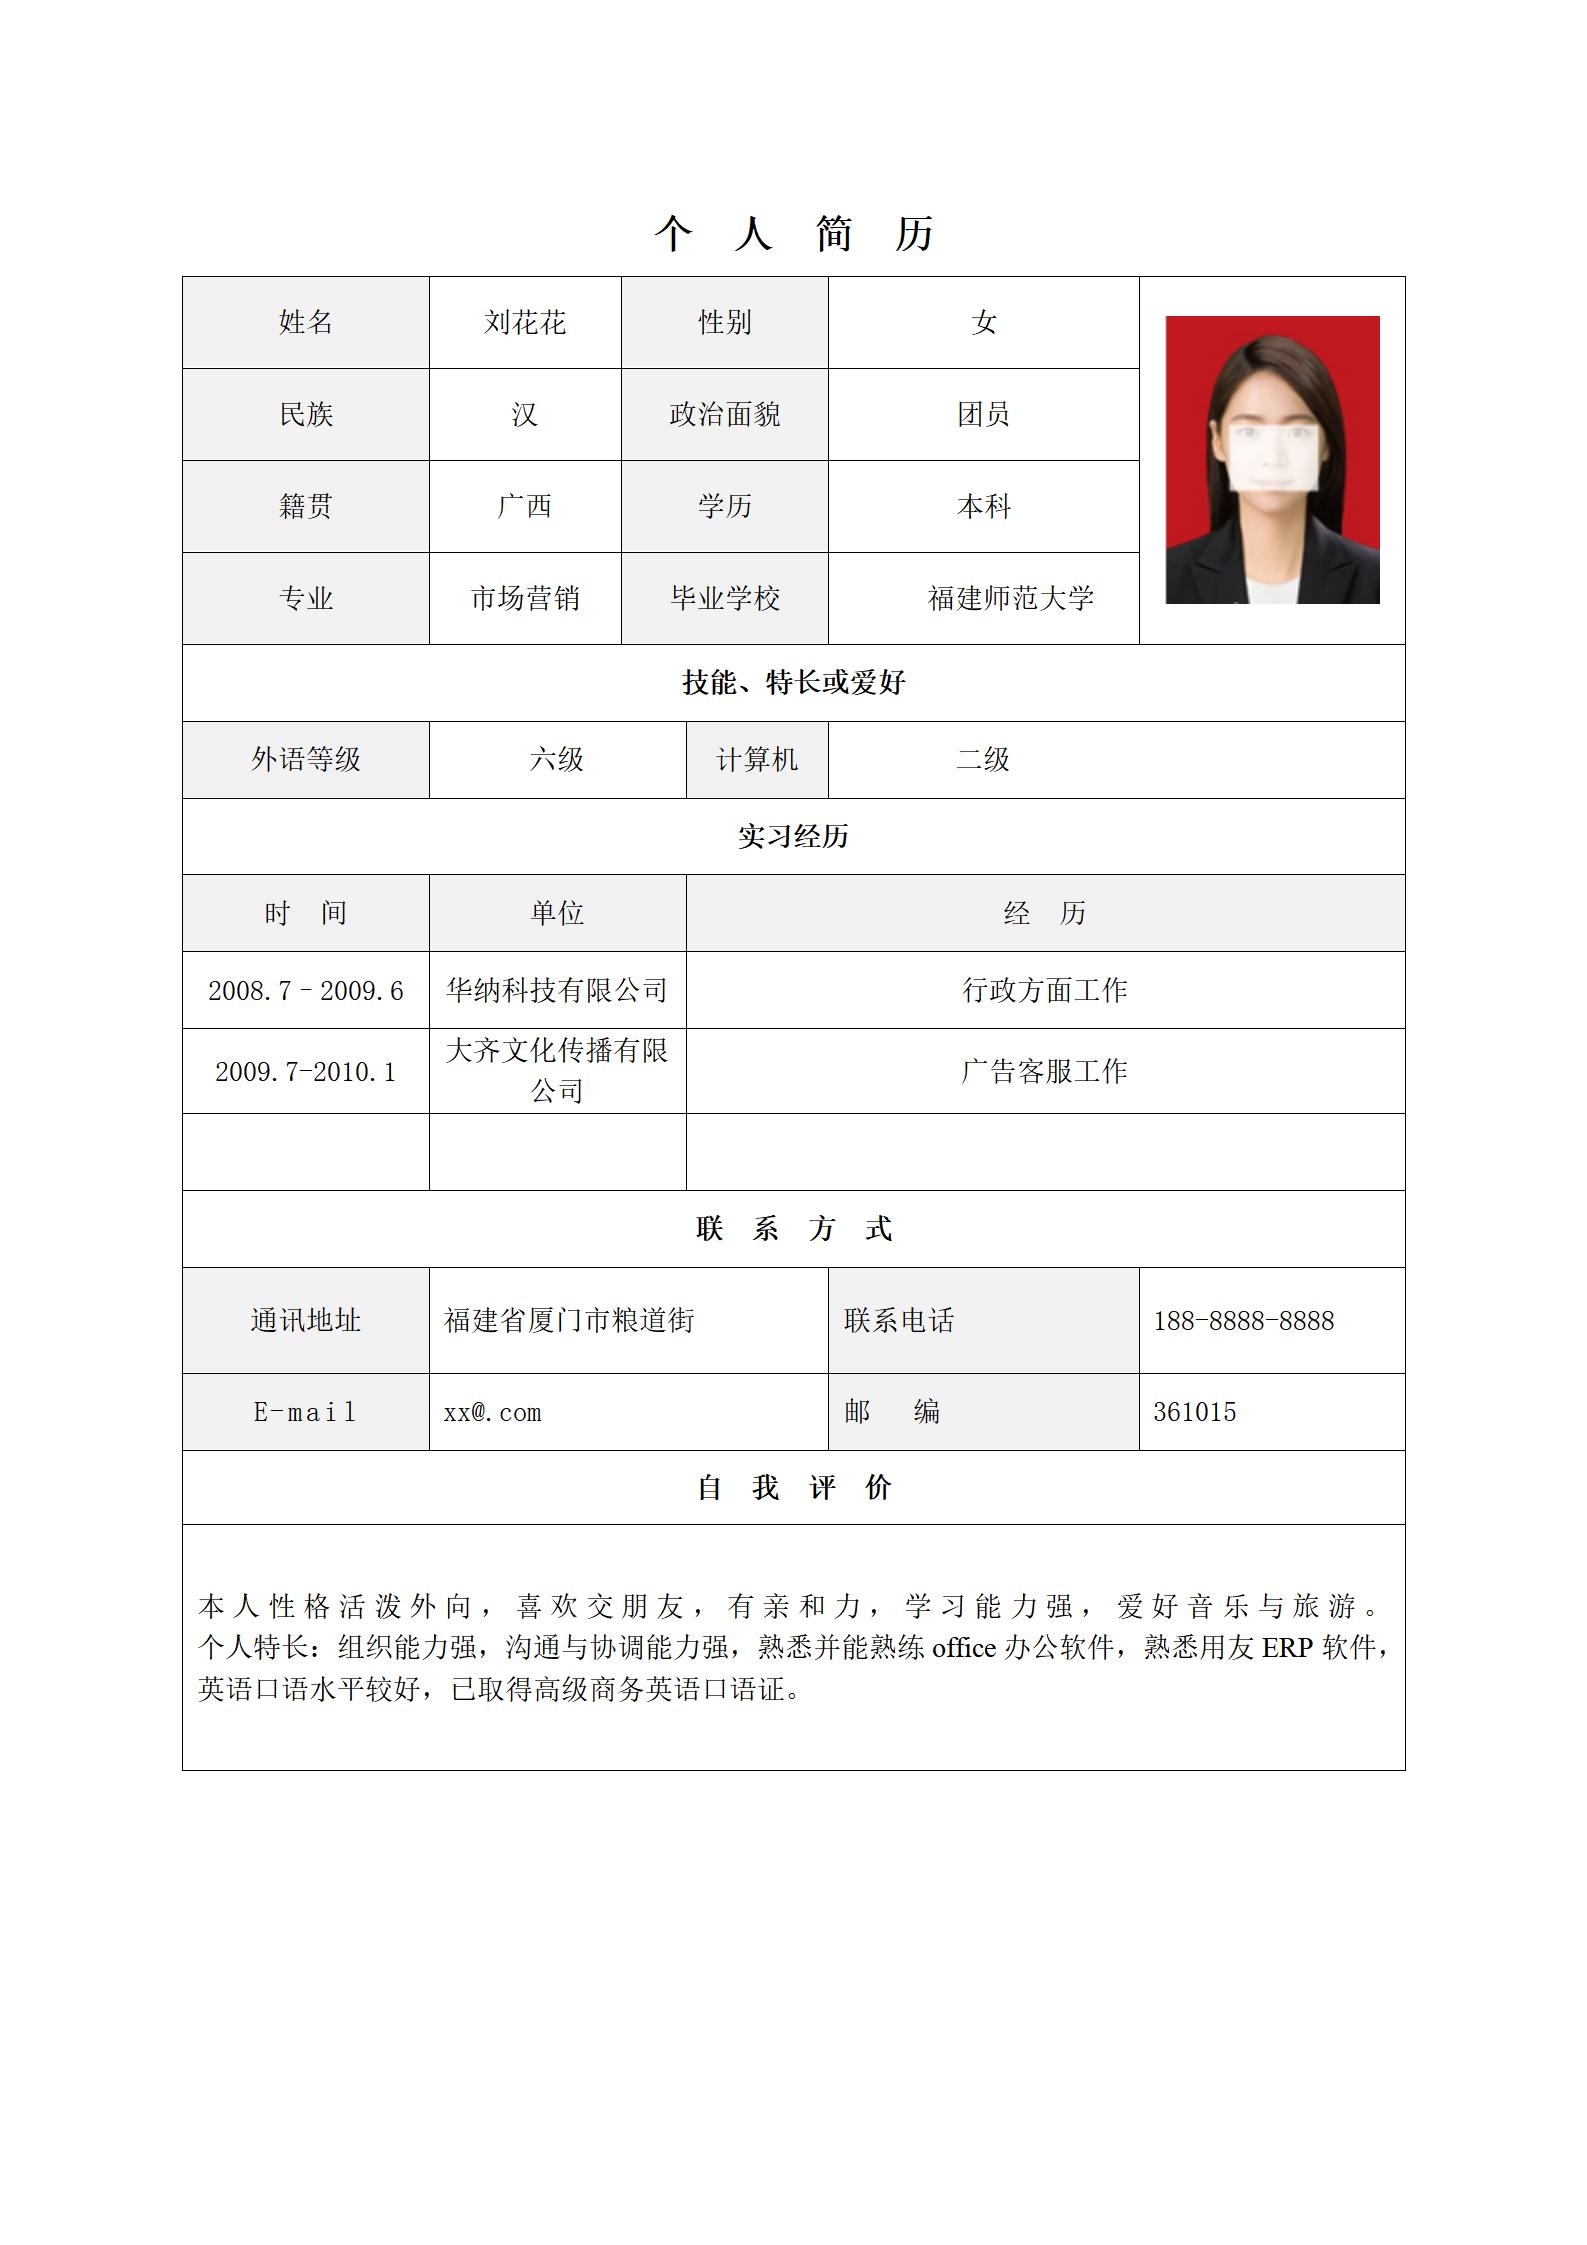 个 人 简 历
姓名 刘花花 性别 女
民族 汉 政治面貌 团员
籍贯 广西 学历 本科
专业 市场营销 毕业学校 福建师范大学
技能、特长或爱好
外语等级 六级 计算机 二级
实习经历
时 间 单位 经 历
2008.7–2009.6 华纳科技有限公司 行政方面工作
2009.7-2010.1 大齐文化传播有限
公司 广告客服工作
联 系 方 式
通讯地址 福建省厦门市粮道街 联系电话 188-8888-8888
E-mail xx@.com 邮 编 361015
自 我 评 价
本人性格活泼外向，喜欢交朋友，有亲和力，学习能力强，爱好音乐与旅游。
个人特长：组织能力强，沟通与协调能力强，熟悉并能熟练 office 办公软件，熟悉用友 ERP 软件，
英语口语水平较好，已取得高级商务英语口语证。